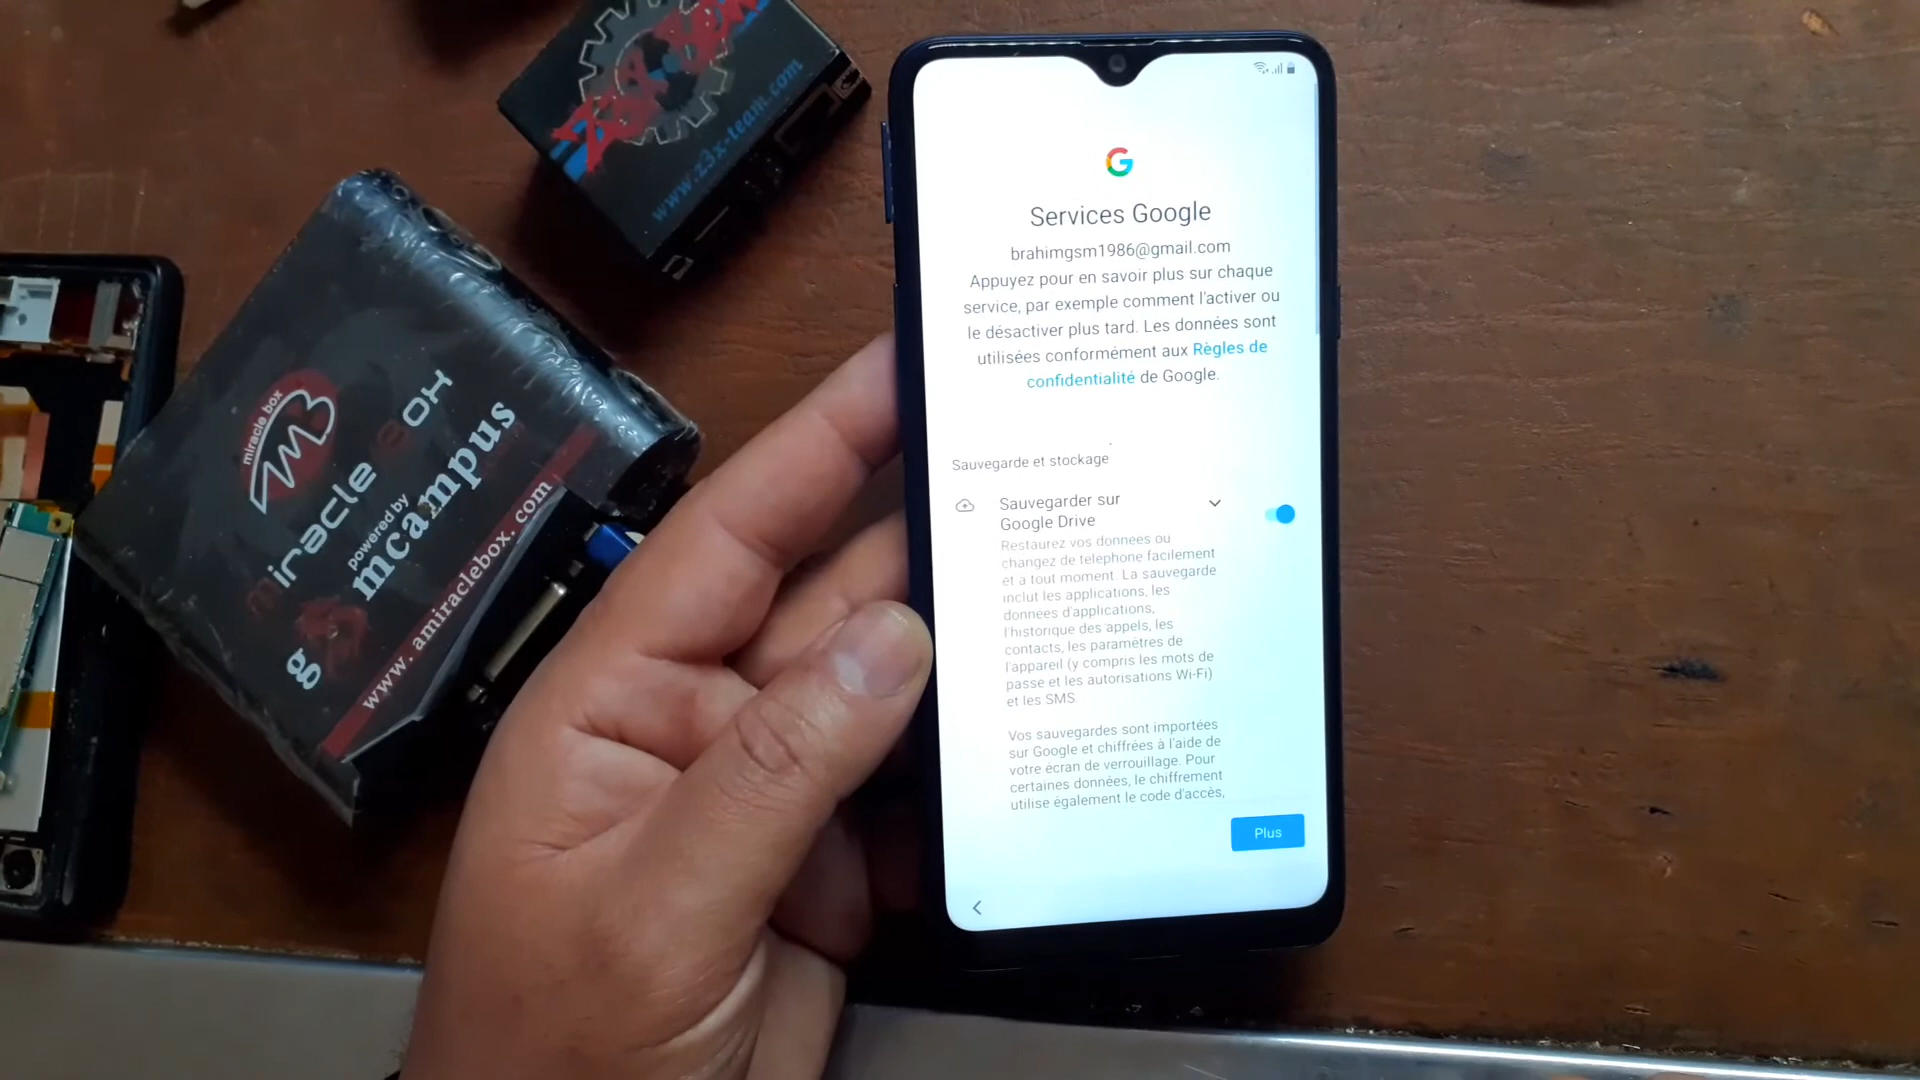 Z3X BOX
www.z3x-team.com
miracle box
miracle BOX
powered by
mcampus
www.amiraclebox.com
Services Google
brahimgsm1986@gmail.com
Appuyez pour en savoir plus sur chaque
service, par exemple comment l'activer ou
le désactiver plus tard. Les données sont
utilisées conformément aux Règles de
confidentialité de Google.
Sauvegarde et stockage
Sauvegarder sur
Google Drive
Restaurez vos données ou
changez de telephone facilement
et a tout moment. La sauvegarde
inclut les applications, les
données d'applications,
l'historique des appels, les
contacts, les paramètres de
l'appareil (y compris les mots de
passe et les autorisations Wi-Fi)
et les SMS.
Vos sauvegardes sont importées
sur Google et chiffrées à l'aide de
votre écran de verrouillage. Pour
certaines données, le chiffrement
utilise également le code d'accès,
Plus